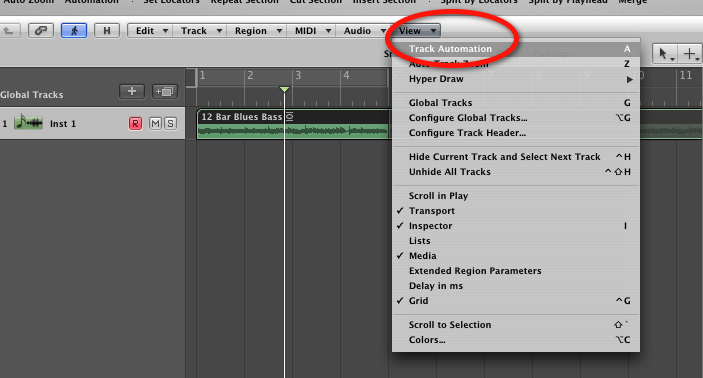 Auto Zoom Automation Set Locators Repeat Section Cut Section Insert Section Split by Locators Split by Playhead Merge
H Edit Track Region MIDI Audio View
Track Automation A
Auto Track Zoom Z
Hyper Draw
1 2 3 4 11
Global Tracks
Global Tracks G
Configure Global Tracks... ⌥G
Configure Track Header...
1 Inst 1 R M S
12 Bar Blues Bass
Hide Current Track and Select Next Track ^H
Unhide All Tracks ^⇧H
Scroll in Play
✓ Transport
✓ Inspector I
Lists
✓ Media
Extended Region Parameters
Delay in ms
✓ Grid ^G
Scroll to Selection ⇧`
Colors... ⌥C